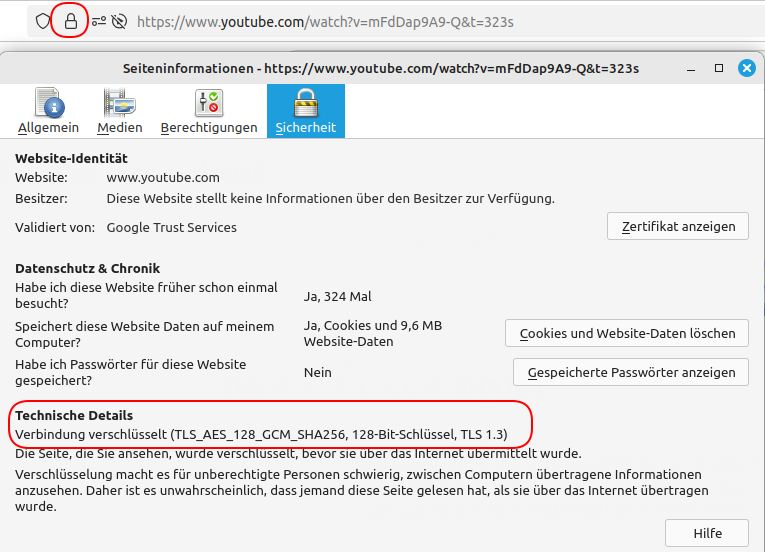 https://www.youtube.com/watch?v=mFdDap9A9-Q&t=323s
Seiteninformationen - https://www.youtube.com/watch?v=mFdDap9A9-Q&t=323s
Allgemein Medien Berechtigungen Sicherheit
Website-Identität
Website: www.youtube.com
Besitzer: Diese Website stellt keine Informationen über den Besitzer zur Verfügung.
Validiert von: Google Trust Services Zertifikat anzeigen
Datenschutz & Chronik
Habe ich diese Website früher schon einmal
besucht? Ja, 324 Mal
Speichert diese Website Daten auf meinem
Computer? Ja, Cookies und 9,6 MB
Website-Daten Cookies und Website-Daten löschen
Habe ich Passwörter für diese Website
gespeichert? Nein Gespeicherte Passwörter anzeigen
Technische Details
Verbindung verschlüsselt (TLS_AES_128_GCM_SHA256, 128-Bit-Schlüssel, TLS 1.3)
Die Seite, die Sie ansehen, wurde verschlüsselt, bevor sie über das Internet übermittelt wurde.
Verschlüsselung macht es für unberechtigte Personen schwierig, zwischen Computern übertragene Informationen
anzusehen. Daher ist es unwahrscheinlich, dass jemand diese Seite gelesen hat, als sie über das Internet übertragen
wurde.
Hilfe